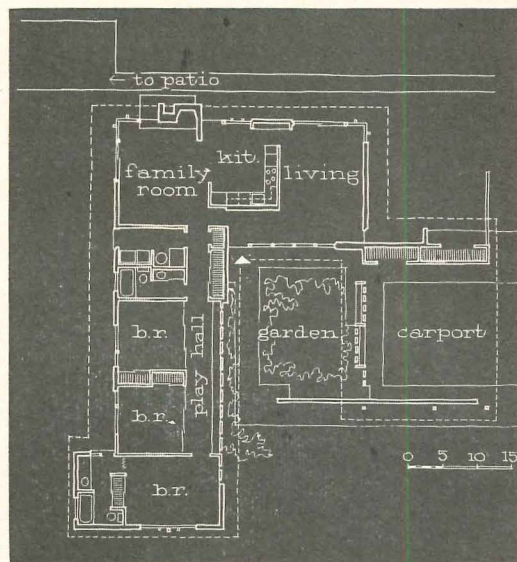 ← to patio
kit.
family
room
living
b.r.
play hall
garden
carport
b.r.
b.r.
0 5 10 15